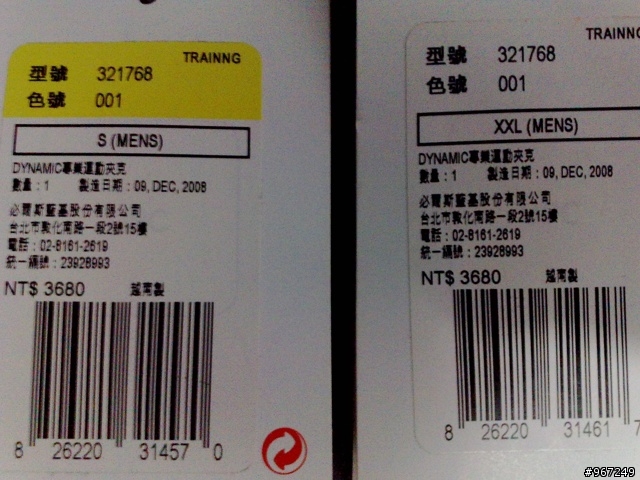 TRAINNG
型號 321768
色號 001
S (MENS)
DYNAMIC專業運動夾克
數量：1 製造日期：09, DEC, 2008
必爾斯藍基股份有限公司
台北市敦化南路一段2號15樓
電話：02-8161-2619
統一編號：23928993
NT$ 3680 越南製
8 26220 31457 0
TRAINNG
型號 321768
色號 001
XXL (MENS)
DYNAMIC專業運動夾克
數量：1 製造日期：09, DEC, 2008
必爾斯藍基股份有限公司
台北市敦化南路一段2號15樓
電話：02-8161-2619
統一編號：23928993
NT$ 3680 越南製
8 26220 31461 7
#967249